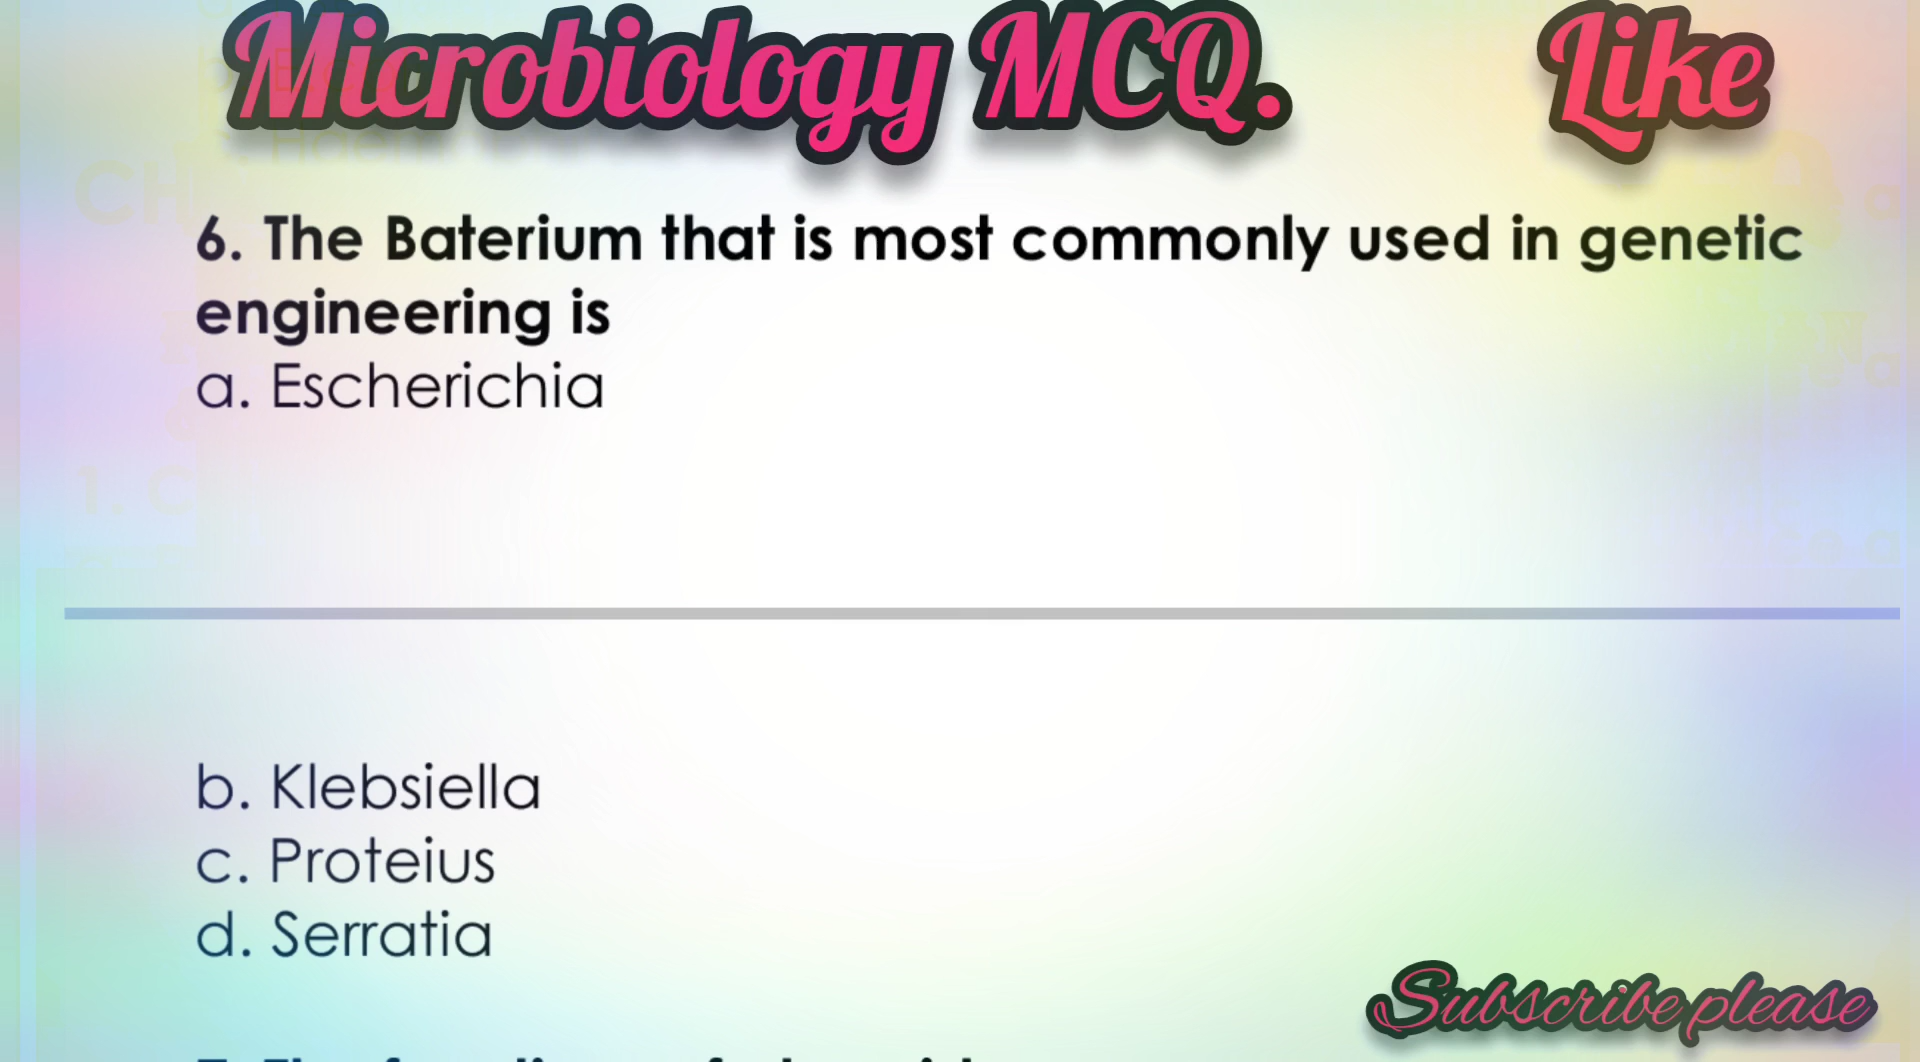 Microbiology MCQ. Like
6. The Baterium that is most commonly used in genetic
engineering is
a. Escherichia
b. Klebsiella
c. Proteius
d. Serratia
Subscribe please